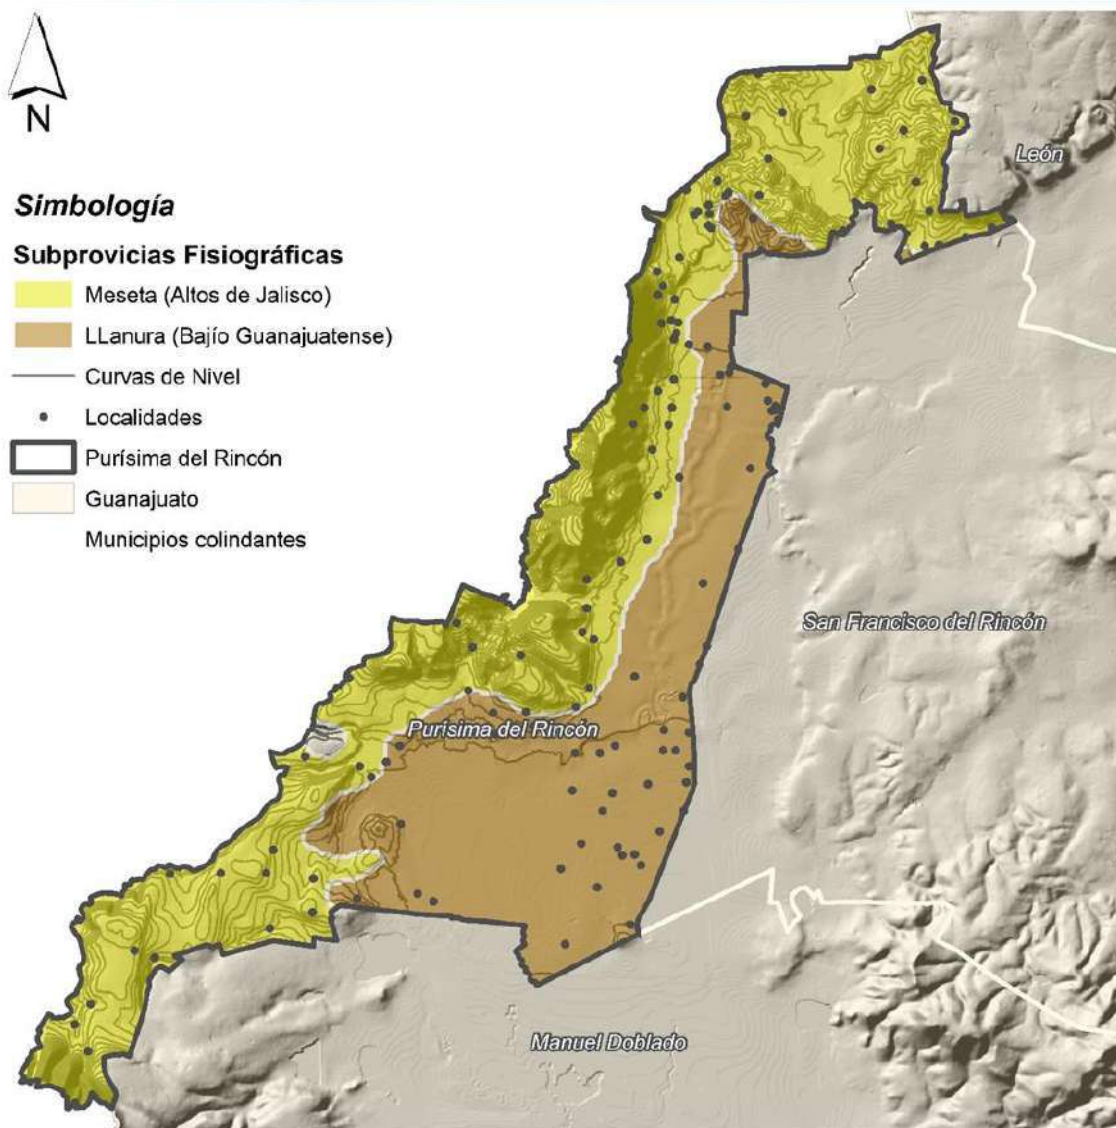 N
Simbología
Subprovicias Fisiográficas
Meseta (Altos de Jalisco)
LLanura (Bajío Guanajuatense)
Curvas de Nivel
Localidades
Purísima del Rincón
Guanajuato
Municipios colindantes
León
San Francisco del Rincón
Purísima del Rincón
Manuel Doblado